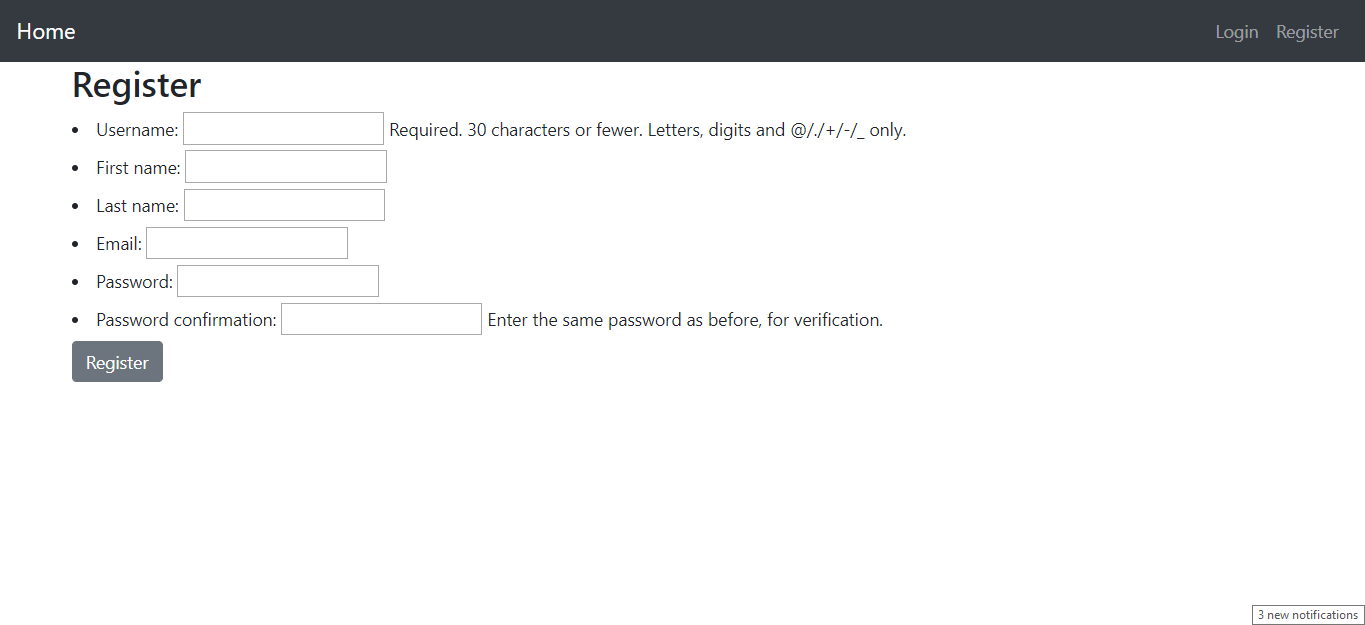 Home Login Register
Register
• Username: Required. 30 characters or fewer. Letters, digits and @/./+/-/_ only.
• First name:
• Last name:
• Email:
• Password:
• Password confirmation: Enter the same password as before, for verification.
Register
3 new notifications